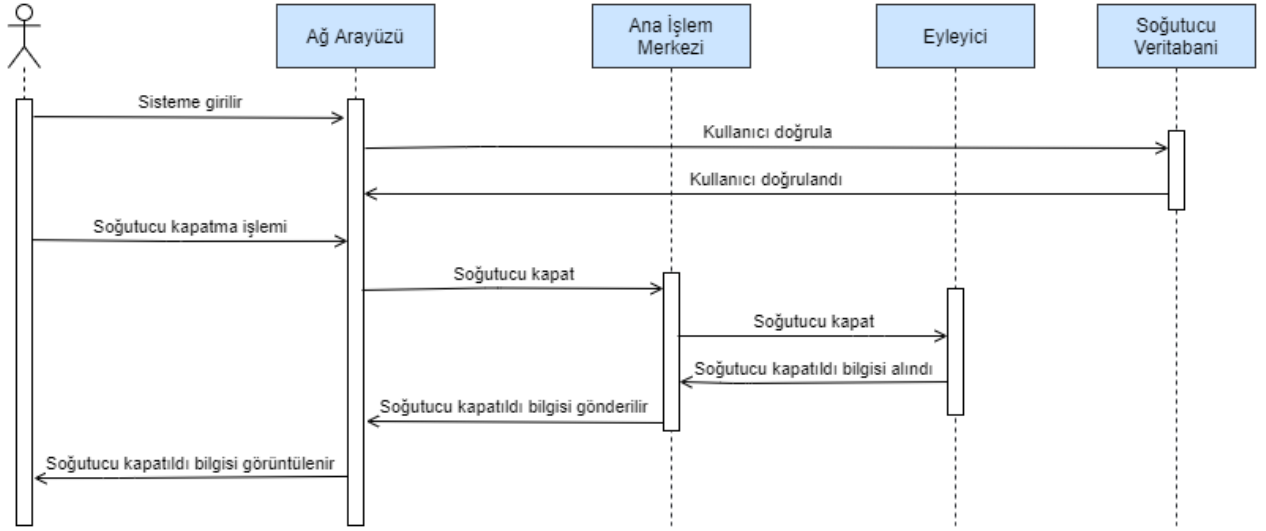 Ağ Arayüzü
Ana İşlem
Merkezi
Eyleyici
Soğutucu
Veritabani
Sisteme girilir
Kullanıcı doğrula
Kullanıcı doğrulandı
Soğutucu kapatma işlemi
Soğutucu kapat
Soğutucu kapat
Soğutucu kapatıldı bilgisi alındı
Soğutucu kapatıldı bilgisi gönderilir
Soğutucu kapatıldı bilgisi görüntülenir